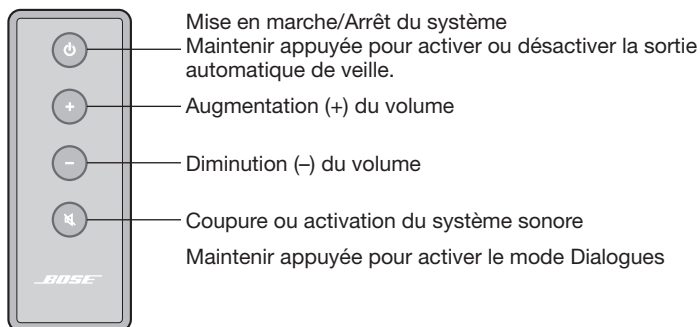 Mise en marche/Arrêt du système
Maintenir appuyée pour activer ou désactiver la sortie
automatique de veille.
+
Augmentation (+) du volume
–
Diminution (–) du volume
Coupure ou activation du système sonore
Maintenir appuyée pour activer le mode Dialogues
BOSE